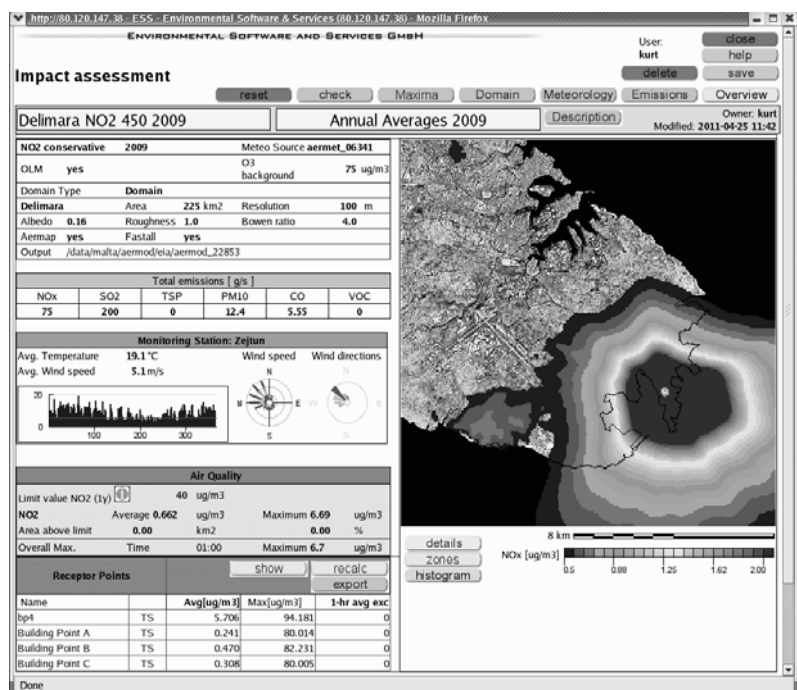 http://80.120.147.38 - ESS - Environmental Software & Services (80.120.147.38) - Mozilla Firefox
ENVIRONMENTAL SOFTWARE AND SERVICES GMBH
User: kurt
close
help
Impact assessment
delete save
reset check Maxima Domain Meteorology Emissions Overview
Delimara NO2 450 2009 Annual Averages 2009 Description Owner: kurt
Modified: 2011-04-25 11:42
NO2 conservative 2009 Meteo Source aermet_06341
OLM yes O3 background 75 ug/m3
Domain Type Domain
Delimara Area 225 km2 Resolution 100 m
Albedo 0.16 Roughness 1.0 Bowen ratio 4.0
Aermap yes Fastall yes
Output /data/malta/aermod/eia/aermod_22853
Total emissions [ g/s ]
NOx SO2 TSP PM10 CO VOC
75 200 0 12.4 5.55 0
Monitoring Station: Zejtun
Avg. Temperature 19.1 °C Wind speed Wind directions
Avg. Wind speed 5.1 m/s N N
20
W E W E
0
100 200 300 S S
Air Quality
Limit value NO2 (1y) 40 ug/m3
NO2 Average 0.662 ug/m3 Maximum 6.69 ug/m3
Area above limit 0.00 km2 0.00 %
Overall Max. Time 01:00 Maximum 6.7 ug/m3
details
zones
histogram
8 km
NOx [ug/m3]
0.5 0.88 1.25 1.62 2.00
Receptor Points show recalc
export
Name Avg[ug/m3] Max[ug/m3] 1-hr avg exc
bp4 TS 5.706 94.181 0
Building Point A TS 0.241 80.014 0
Building Point B TS 0.470 82.231 0
Building Point C TS 0.308 80.005 0
Done